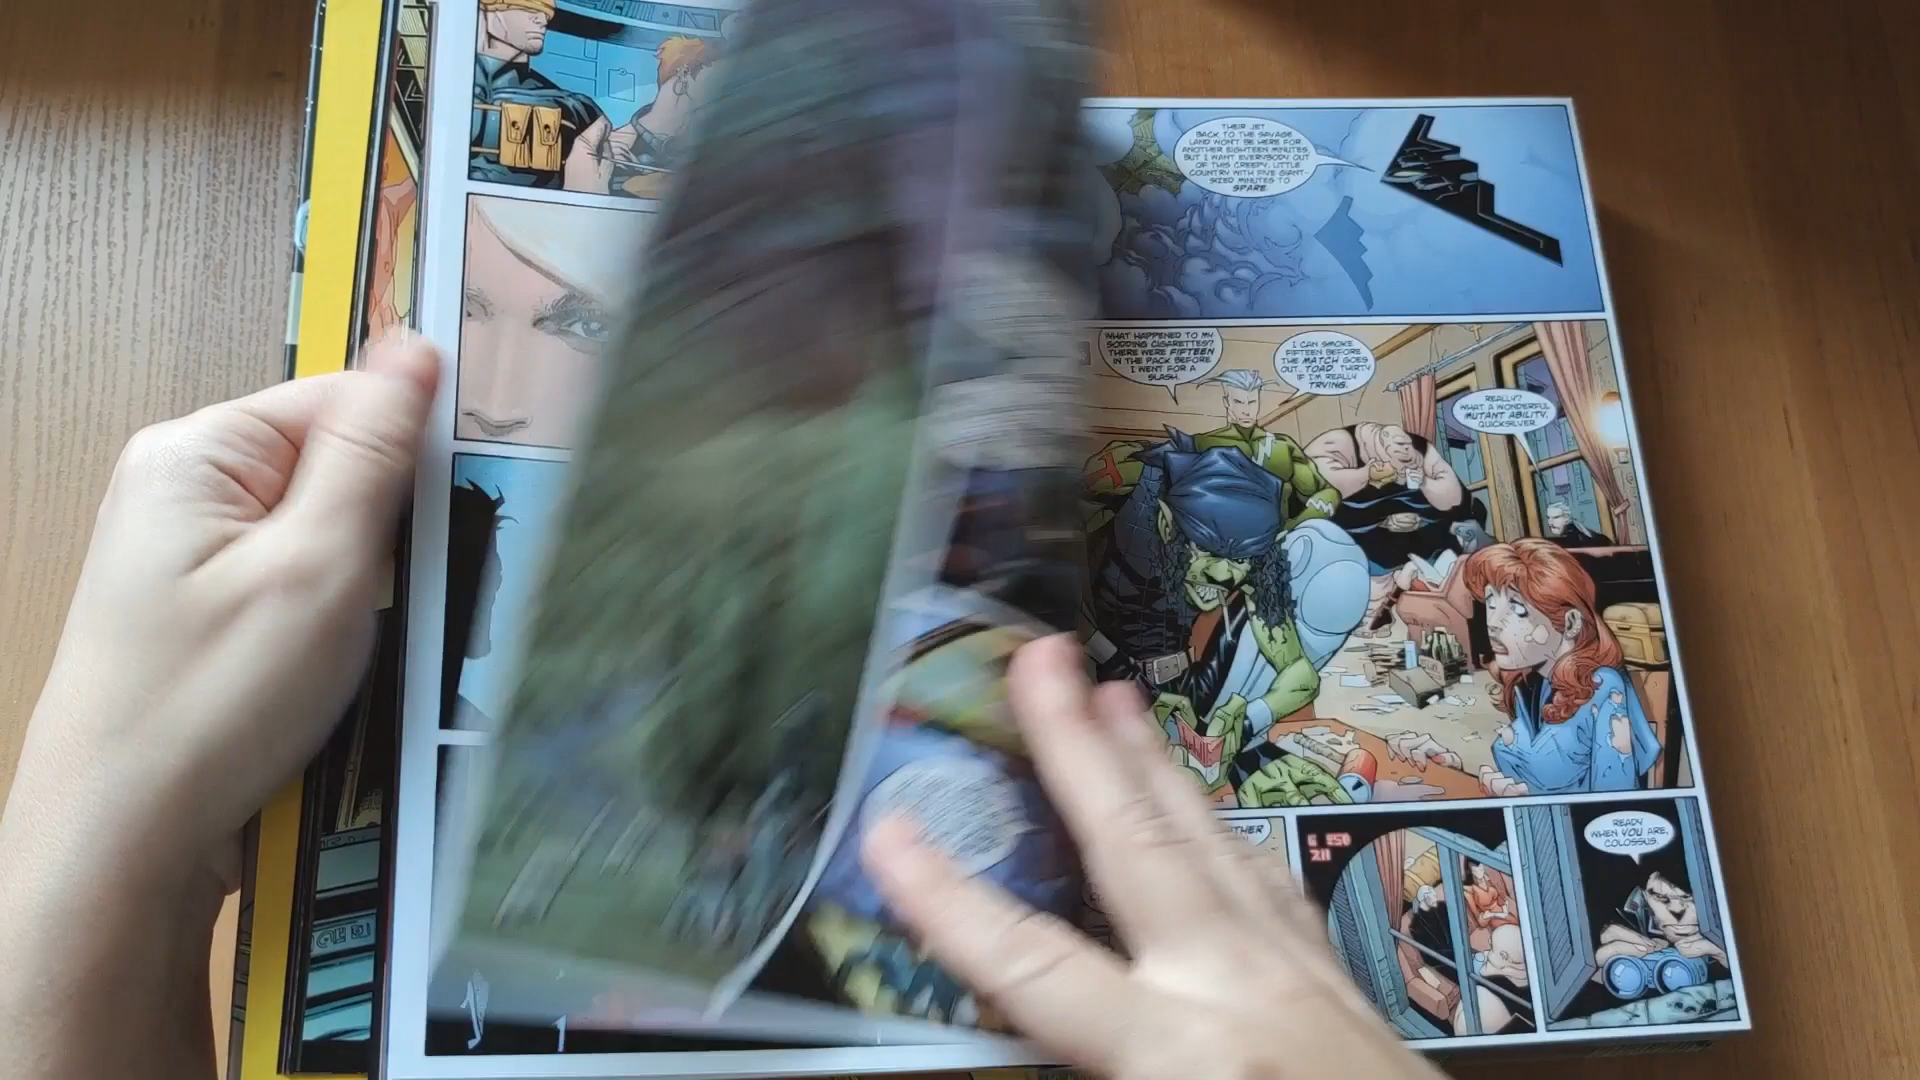 THEIR JET
BACK TO THE SAVAGE
LAND WON'T BE HERE FOR
ANOTHER EIGHTEEN MINUTES,
BUT I WANT EVERYBODY OUT
OF THIS CREEPY, LITTLE
COUNTRY WITH FIVE GIANT-
SIZED MINUTES TO
SPARE.
WHAT HAPPENED TO MY
SODDING CIGARETTES?
THERE WERE FIFTEEN
IN THE PACK BEFORE
I WENT FOR A
SLASH.
I CAN SMOKE
FIFTEEN BEFORE
THE MATCH GOES
OUT, TOAD. THIRTY
IF I'M REALLY
TRYING.
REALLY?
WHAT A WONDERFUL
MUTANT ABILITY,
QUICKSILVER.
READY
WHEN YOU ARE,
COLOSSUS.